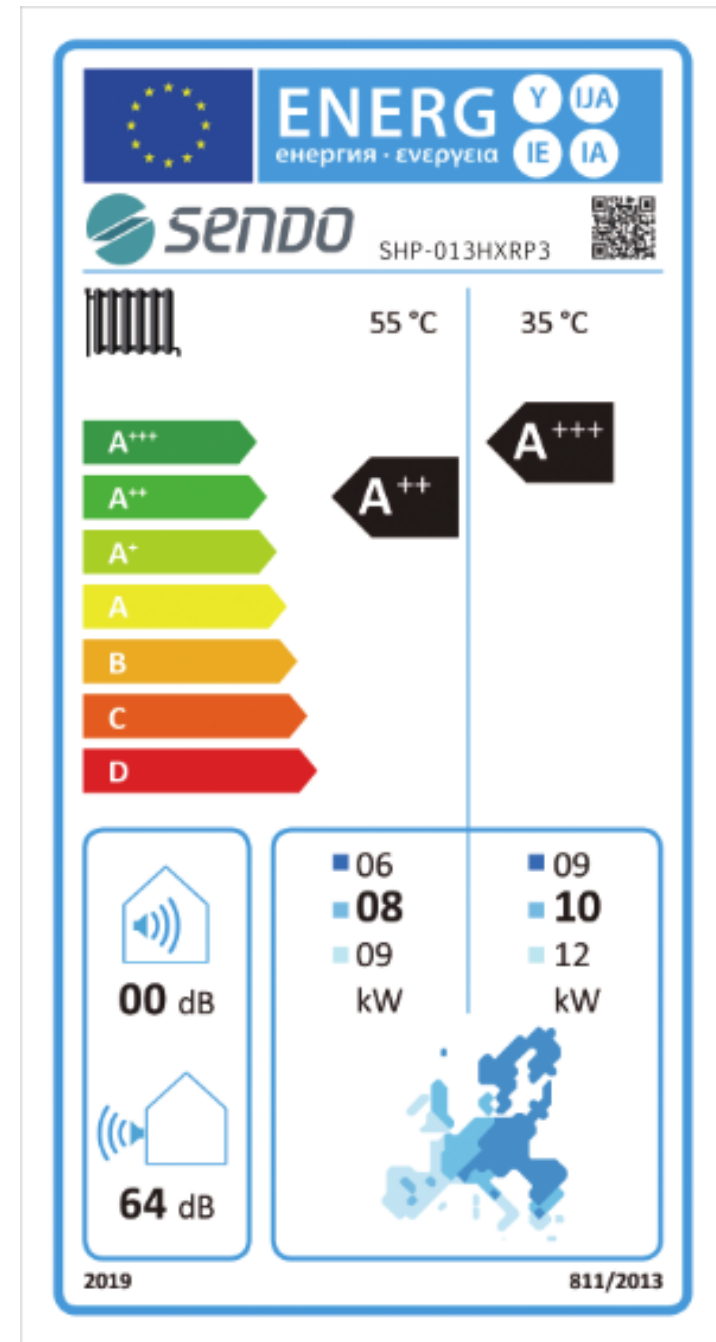 ENERG Y IJA
енергия · ενεργεια IE IA
SENDO SHP-013HXRP3
55 °C 35 °C
A+++
A+++
A++
A++
A+
A
B
C
D
06 09
08 10
09 12
kW kW
00 dB
64 dB
2019 811/2013